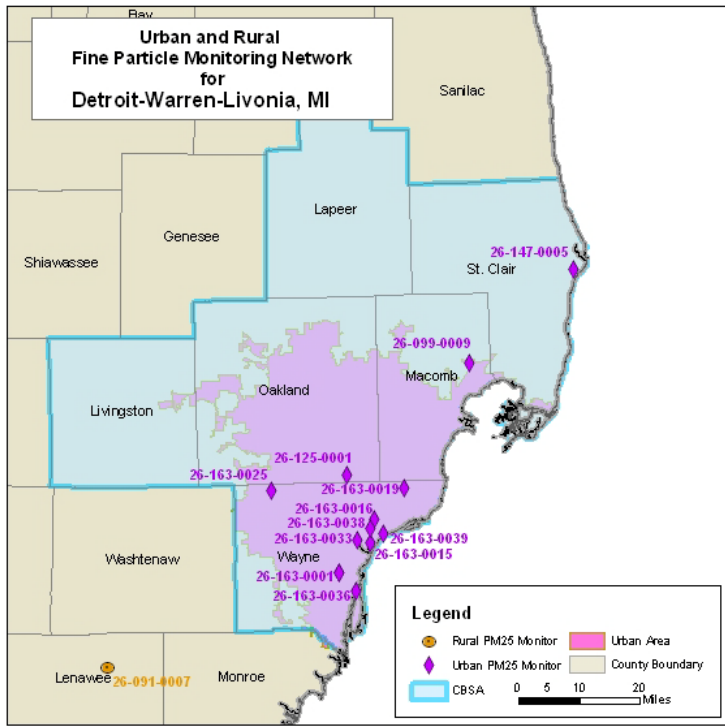 Bay
Urban and Rural
Fine Particle Monitoring Network
for
Detroit-Warren-Livonia, MI
Sanilac
Lapeer
Genesee
Shiawassee
26-147-0005
St. Clair
26-099-0009
Macomb
Oakland
Livingston
26-125-0001
26-163-0025
26-163-0019
26-163-0016
26-163-0038
26-163-0033
26-163-0039
26-163-0015
Washtenaw
Wayne
26-163-0001
26-163-0036
Lenawee
26-091-0007
Monroe
Legend
Rural PM25 Monitor
Urban Area
Urban PM25 Monitor
County Boundary
CBSA
0 5 10 20
Miles